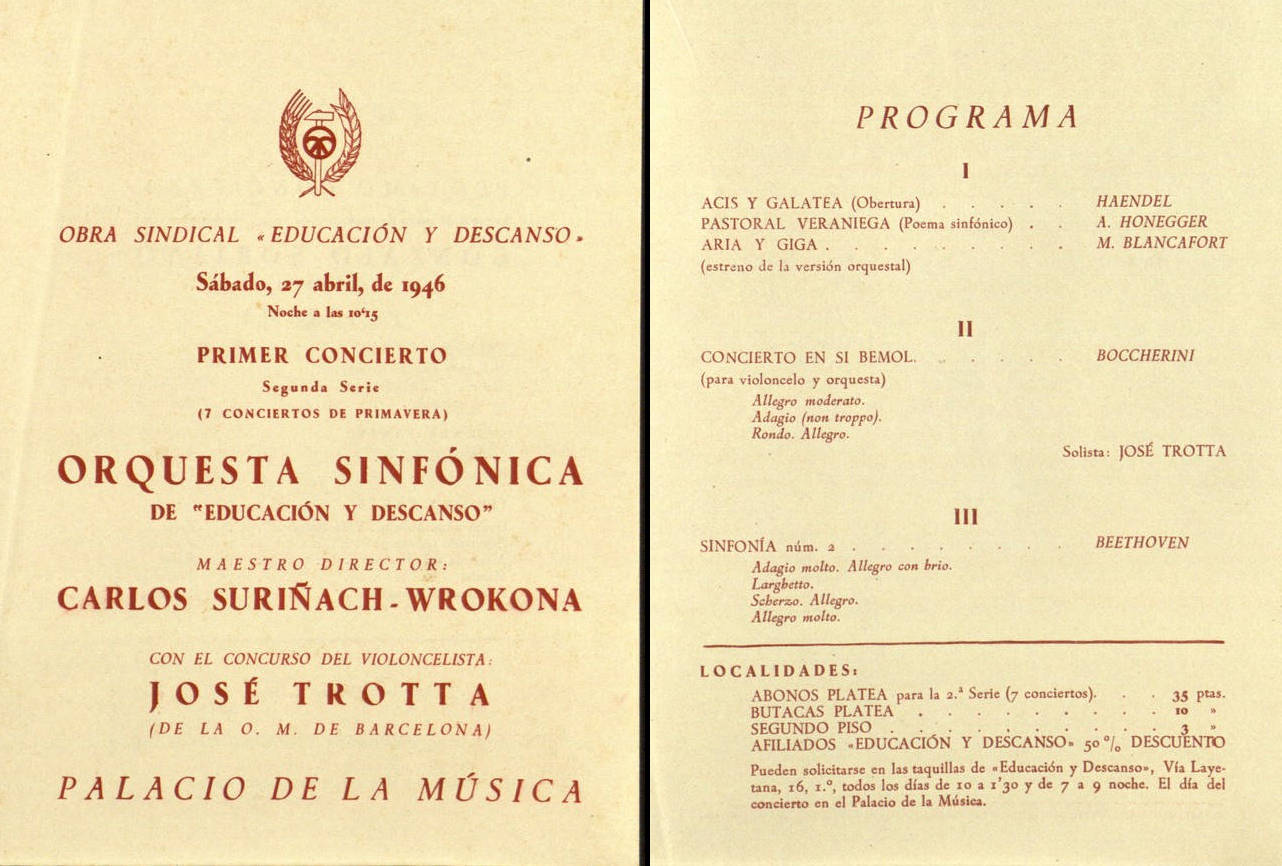 OBRA SINDICAL «EDUCACIÓN Y DESCANSO»
Sábado, 27 abril, de 1946
Noche a las 10‘15
PRIMER CONCIERTO
Segunda Serie
(7 CONCIERTOS DE PRIMAVERA)
ORQUESTA SINFÓNICA
DE "EDUCACIÓN Y DESCANSO”
MAESTRO DIRECTOR:
CARLOS SURIÑACH-WROKONA
CON EL CONCURSO DEL VIOLONCELISTA:
JOSÉ TROTTA
(DE LA O. M. DE BARCELONA)
PALACIO DE LA MÚSICA
PROGRAMA
I
ACIS Y GALATEA (Obertura) . . . . . HAENDEL
PASTORAL VERANIEGA (Poema sinfónico) . . A. HONEGGER
ARIA Y GIGA . . . . . . . . . M. BLANCAFORT
(estreno de la versión orquestal)
II
CONCIERTO EN SI BEMOL. . . . . . BOCCHERINI
(para violoncelo y orquesta)
Allegro moderato.
Adagio (non troppo).
Rondo. Allegro.
Solista: JOSÉ TROTTA
III
SINFONÍA núm. 2 . . . . . . . . BEETHOVEN
Adagio molto. Allegro con brio.
Larghetto.
Scherzo. Allegro.
Allegro molto.
LOCALIDADES:
ABONOS PLATEA para la 2.ª Serie (7 conciertos). . . 35 ptas.
BUTACAS PLATEA . . . . . . . . . 10 »
SEGUNDO PISO . . . . . . . . . . 3 »
AFILIADOS «EDUCACIÓN Y DESCANSO» 50 % DESCUENTO
Pueden solicitarse en las taquillas de «Educación y Descanso», Vía Laye-
tana, 16, 1.º, todos los días de 10 a 1’30 y de 7 a 9 noche. El día del
concierto en el Palacio de la Música.